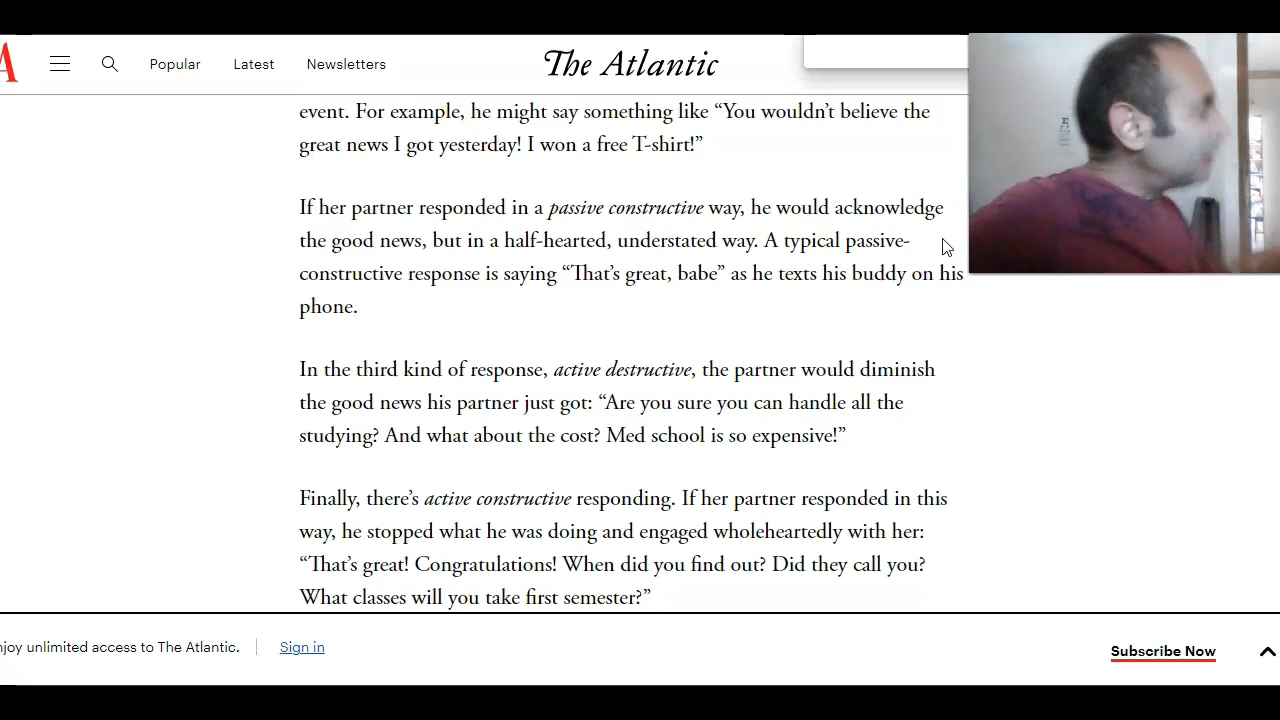 Popular Latest Newsletters The Atlantic
event. For example, he might say something like “You wouldn’t believe the
great news I got yesterday! I won a free T-shirt!”
If her partner responded in a passive constructive way, he would acknowledge
the good news, but in a half-hearted, understated way. A typical passive-
constructive response is saying “That’s great, babe” as he texts his buddy on his
phone.
In the third kind of response, active destructive, the partner would diminish
the good news his partner just got: “Are you sure you can handle all the
studying? And what about the cost? Med school is so expensive!”
Finally, there’s active constructive responding. If her partner responded in this
way, he stopped what he was doing and engaged wholeheartedly with her:
“That’s great! Congratulations! When did you find out? Did they call you?
What classes will you take first semester?”
njoy unlimited access to The Atlantic. Sign in Subscribe Now